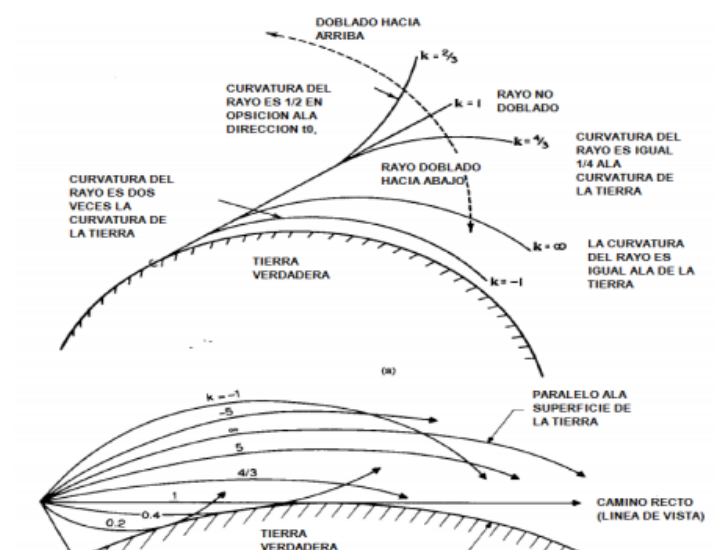 DOBLADO HACIA
ARRIBA
k = 2/3
CURVATURA DEL
RAYO ES 1/2 EN
OPSICION ALA
DIRECCION t0,
RAYO NO
DOBLADO
k = 1
k = 4/3
CURVATURA DEL
RAYO ES IGUAL
1/4 ALA
CURVATURA DE
LA TIERRA
RAYO DOBLADO
HACIA ABAJO
CURVATURA DEL
RAYO ES DOS
VECES LA
CURVATURA DE
LA TIERRA
k = ∞
LA CURVATURA
DEL RAYO ES
IGUAL ALA DE LA
TIERRA
TIERRA
VERDADERA
k = -1
(a)
k = -1
-5
∞
5
4/3
1
0.4
0.2
PARALELO ALA
SUPERFICIE DE
LA TIERRA
CAMINO RECTO
(LINEA DE VISTA)
TIERRA
VERDADERA